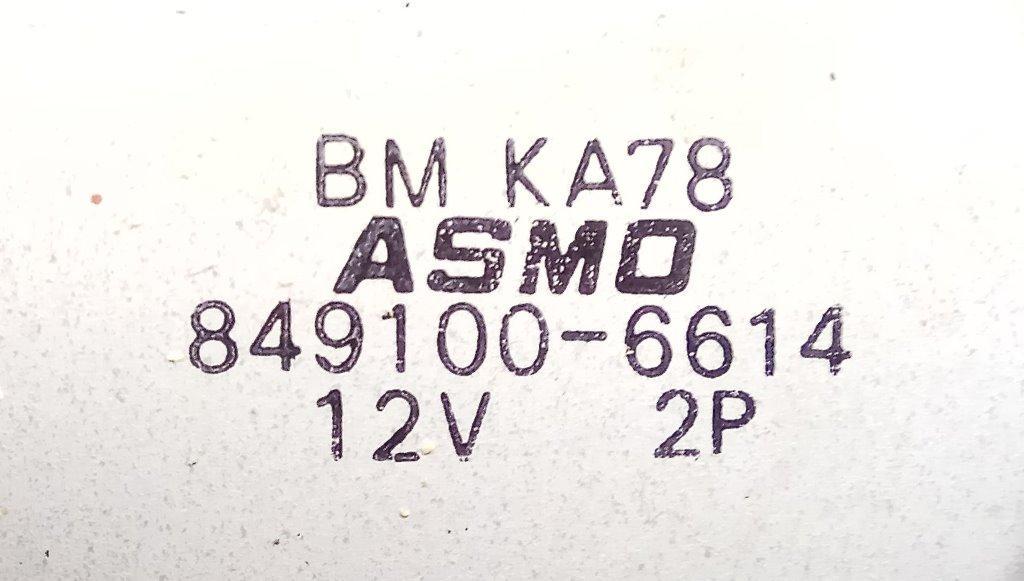 BM KA78
ASMO
849100-6614
12V 2P